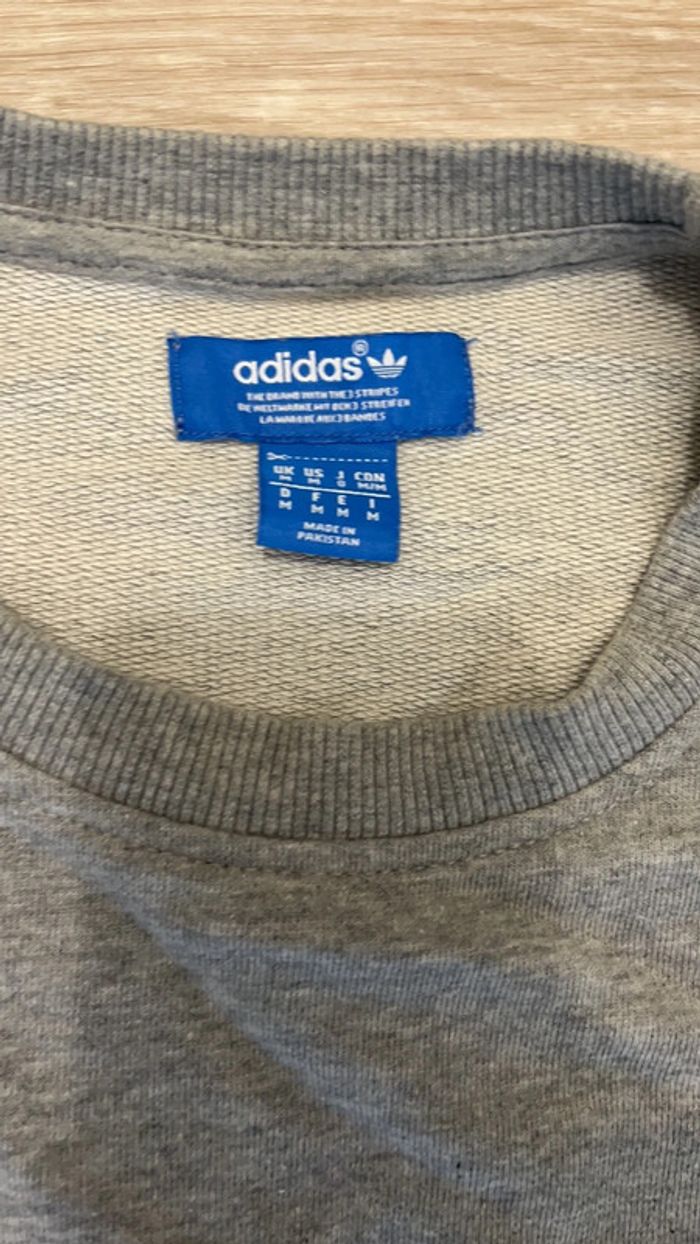 adidas®
THE BRAND WITH THE 3 STRIPES
DIE WELTMARKE MIT DEN 3 STREIFEN
LA MARQUE AUX 3 BANDES
UK US J CDN
M M O M/M
D F E I
M M M M
MADE IN
PAKISTAN